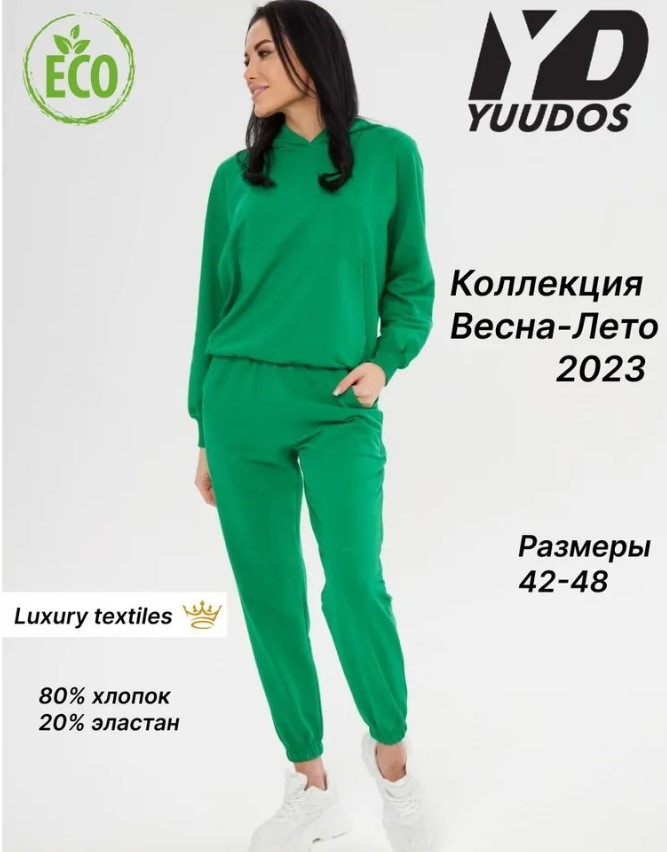 ECO
YD
YUUDOS
Коллекция
Весна-Лето
2023
Размеры
42-48
Luxury textiles
80% хлопок
20% эластан